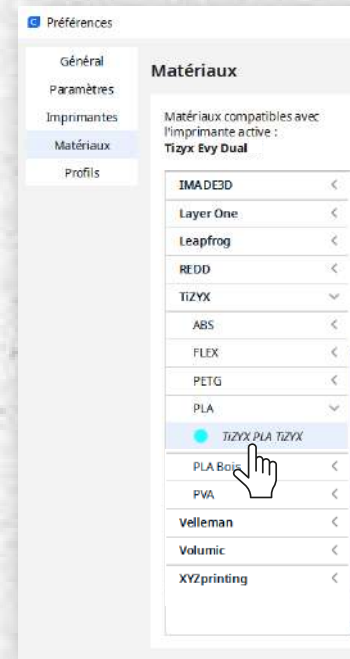 Préférences
Général
Paramètres
Imprimantes
Matériaux
Profils
Matériaux
Matériaux compatibles avec
l'imprimante active :
Tizyx Evy Dual
IMADE3D
Layer One
Leapfrog
REDD
TiZYX
ABS
FLEX
PETG
PLA
TiZYX PLA TiZYX
PLA Bois
PVA
Velleman
Volumic
XYZprinting